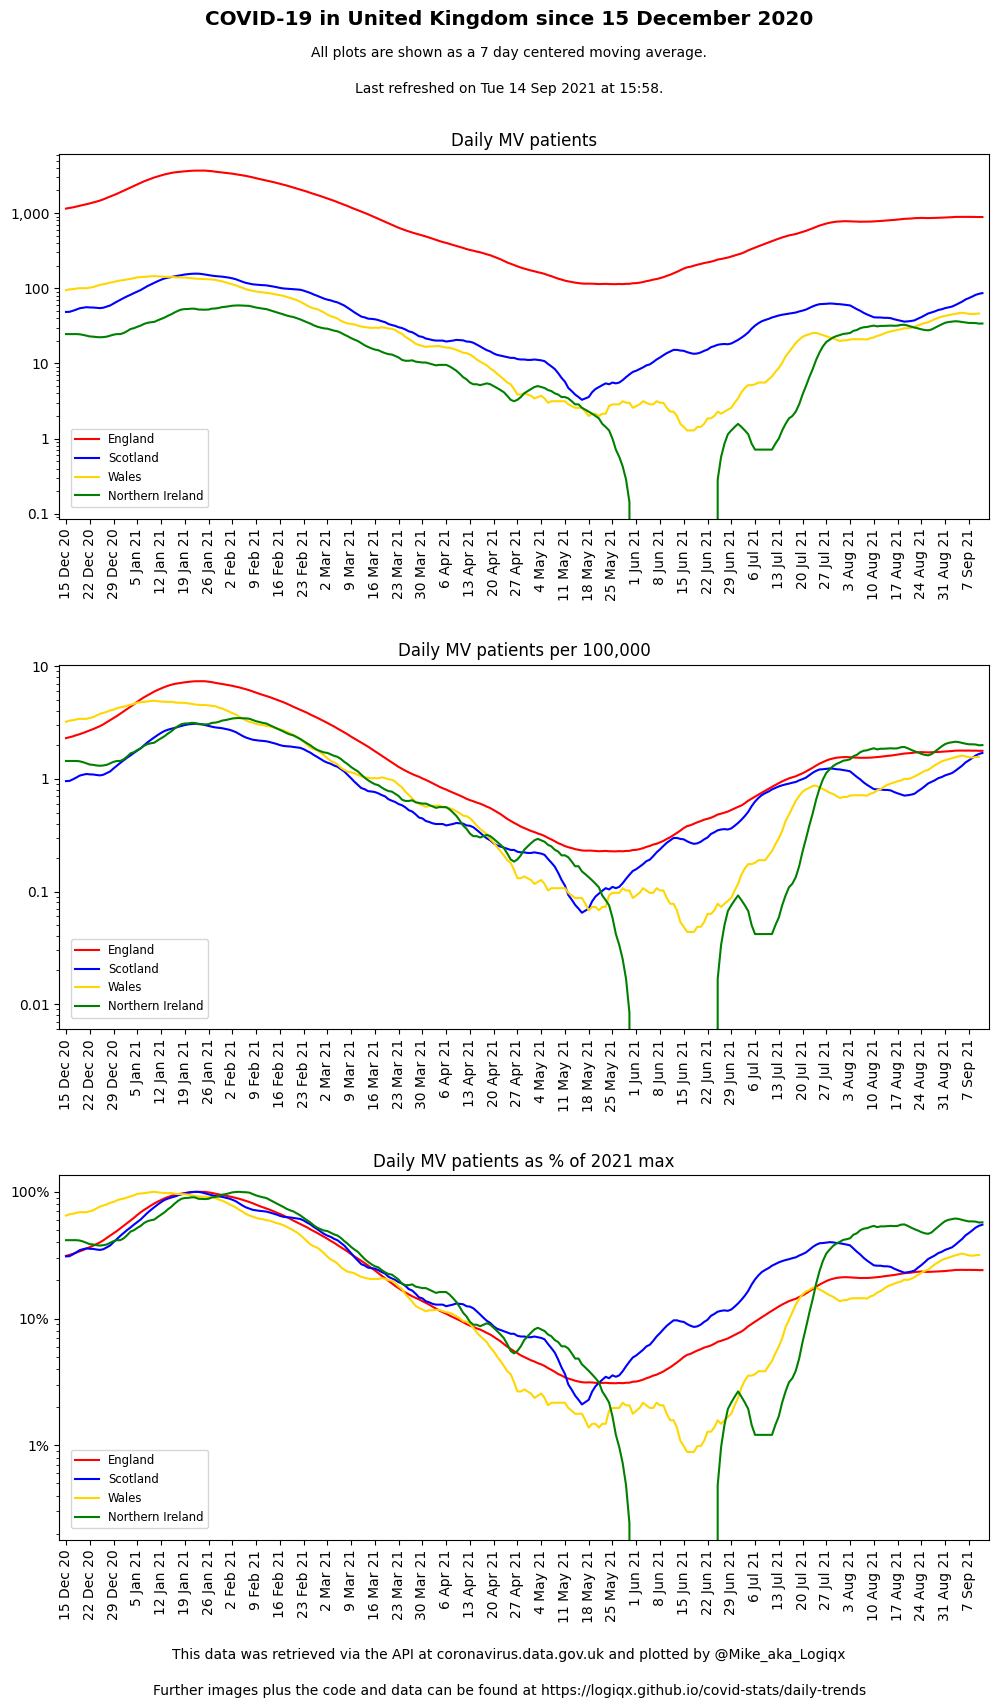 COVID-19 in United Kingdom since 15 December 2020
All plots are shown as a 7 day centered moving average.
Last refreshed on Tue 14 Sep 2021 at 15:58.
Daily MV patients
1,000
100
10
1
0.1
England
Scotland
Wales
Northern Ireland
15 Dec 20
22 Dec 20
29 Dec 20
5 Jan 21
12 Jan 21
19 Jan 21
26 Jan 21
2 Feb 21
9 Feb 21
16 Feb 21
23 Feb 21
2 Mar 21
9 Mar 21
16 Mar 21
23 Mar 21
30 Mar 21
6 Apr 21
13 Apr 21
20 Apr 21
27 Apr 21
4 May 21
11 May 21
18 May 21
25 May 21
1 Jun 21
8 Jun 21
15 Jun 21
22 Jun 21
29 Jun 21
6 Jul 21
13 Jul 21
20 Jul 21
27 Jul 21
3 Aug 21
10 Aug 21
17 Aug 21
24 Aug 21
31 Aug 21
7 Sep 21
Daily MV patients per 100,000
10
1
0.1
0.01
England
Scotland
Wales
Northern Ireland
15 Dec 20
22 Dec 20
29 Dec 20
5 Jan 21
12 Jan 21
19 Jan 21
26 Jan 21
2 Feb 21
9 Feb 21
16 Feb 21
23 Feb 21
2 Mar 21
9 Mar 21
16 Mar 21
23 Mar 21
30 Mar 21
6 Apr 21
13 Apr 21
20 Apr 21
27 Apr 21
4 May 21
11 May 21
18 May 21
25 May 21
1 Jun 21
8 Jun 21
15 Jun 21
22 Jun 21
29 Jun 21
6 Jul 21
13 Jul 21
20 Jul 21
27 Jul 21
3 Aug 21
10 Aug 21
17 Aug 21
24 Aug 21
31 Aug 21
7 Sep 21
Daily MV patients as % of 2021 max
100%
10%
1%
England
Scotland
Wales
Northern Ireland
15 Dec 20
22 Dec 20
29 Dec 20
5 Jan 21
12 Jan 21
19 Jan 21
26 Jan 21
2 Feb 21
9 Feb 21
16 Feb 21
23 Feb 21
2 Mar 21
9 Mar 21
16 Mar 21
23 Mar 21
30 Mar 21
6 Apr 21
13 Apr 21
20 Apr 21
27 Apr 21
4 May 21
11 May 21
18 May 21
25 May 21
1 Jun 21
8 Jun 21
15 Jun 21
22 Jun 21
29 Jun 21
6 Jul 21
13 Jul 21
20 Jul 21
27 Jul 21
3 Aug 21
10 Aug 21
17 Aug 21
24 Aug 21
31 Aug 21
7 Sep 21
This data was retrieved via the API at coronavirus.data.gov.uk and plotted by @Mike_aka_Logiqx
Further images plus the code and data can be found at https://logiqx.github.io/covid-stats/daily-trends